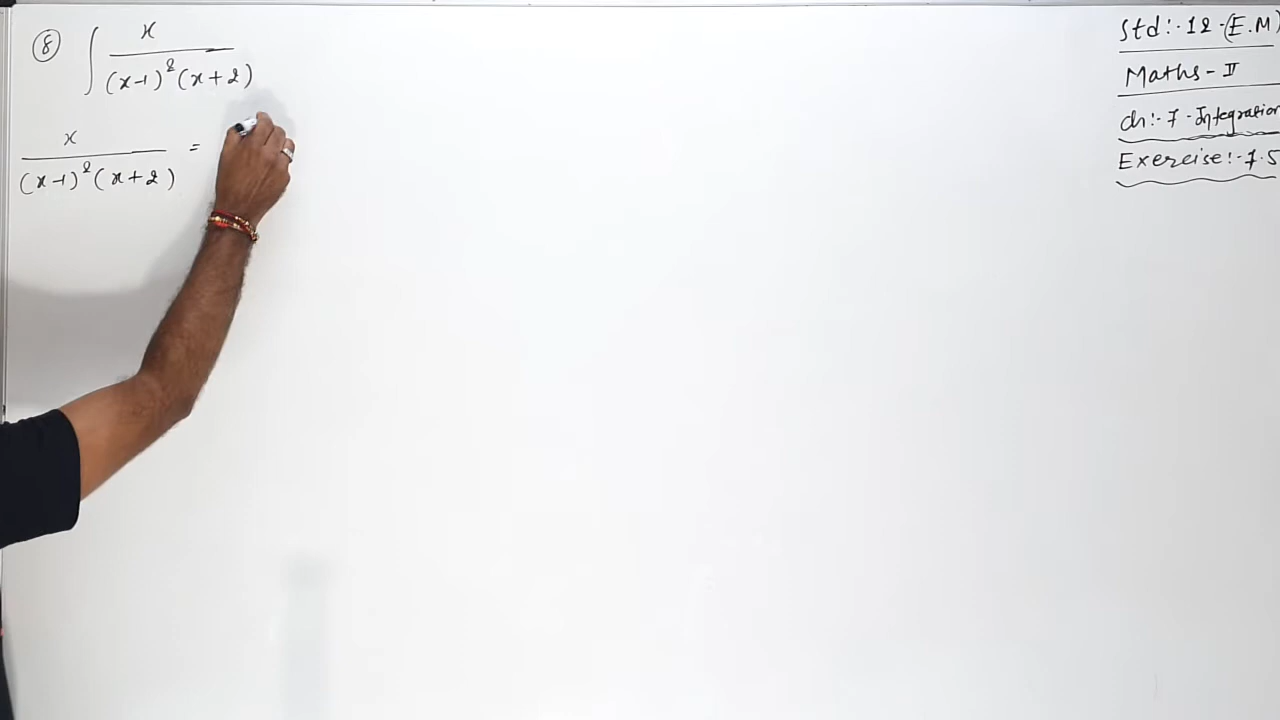 ⑧ ∫ x / (x-1)² (x+2)
x / (x-1)² (x+2) =
Std:- 12 - (E.M)
Maths - II
ch:- 7 - Integration
Exercise:- 7.5